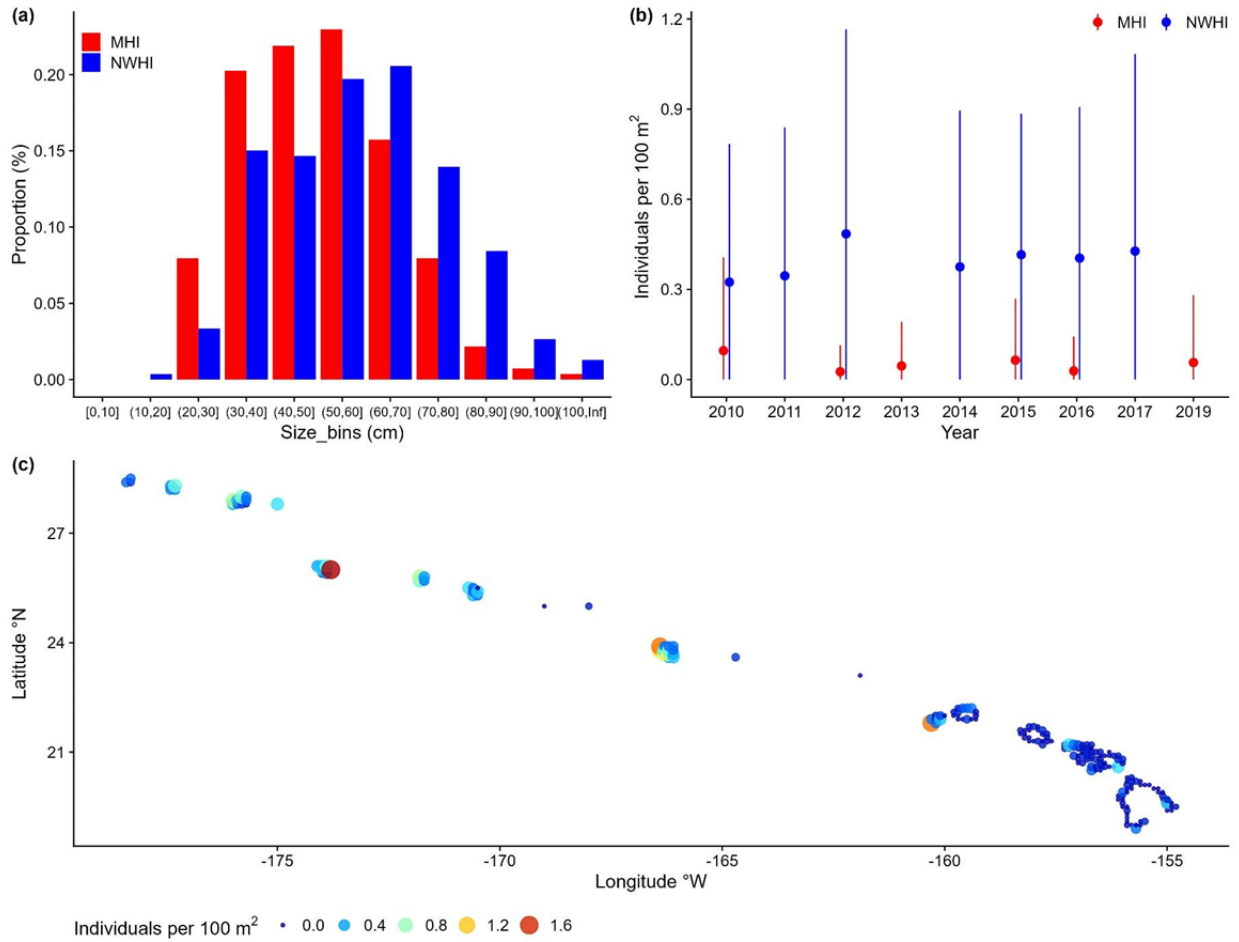 (a)
MHI
NWHI
0.20
0.15
0.10
0.05
0.00
Proportion (%)
[0,10] (10,20] (20,30] (30,40] (40,50] (50,60] (60,70] (70,80] (80,90] (90,100] (100,Inf]
Size_bins (cm)
(b)
MHI NWHI
1.2
0.9
0.6
0.3
0.0
Individuals per 100 m²
2010 2011 2012 2013 2014 2015 2016 2017 2019
Year
(c)
27
24
21
Latitude °N
-175 -170 -165 -160 -155
Longitude °W
Individuals per 100 m² 0.0 0.4 0.8 1.2 1.6